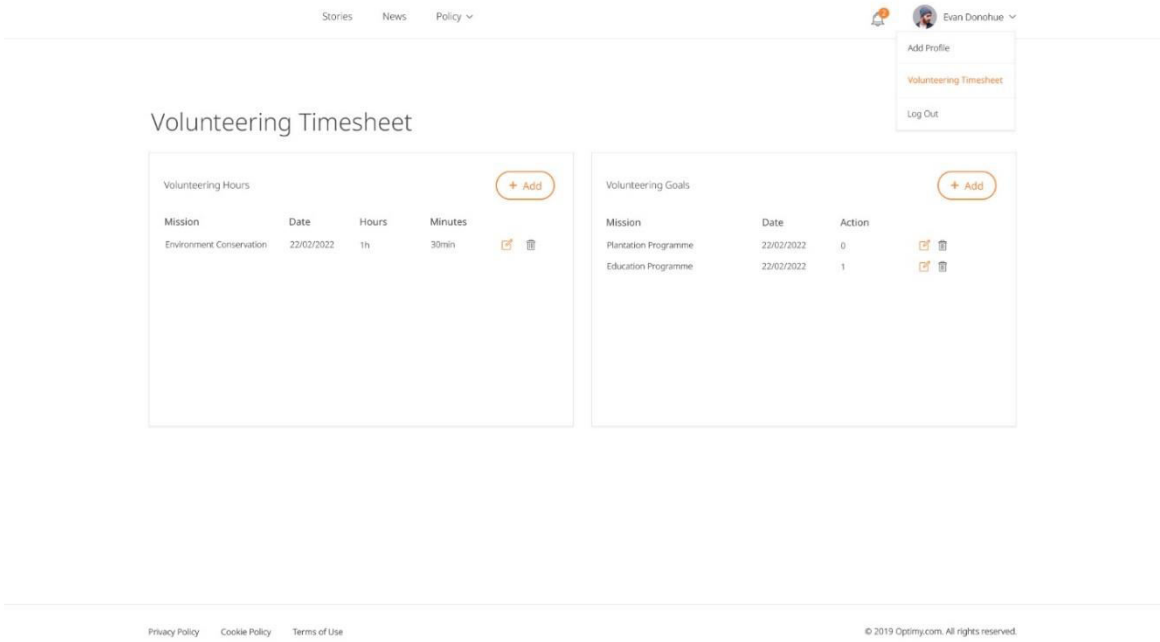 Stories News Policy 2 Evan Donohue
Add Profile
Volunteering Timesheet
Log Out
Volunteering Timesheet
Volunteering Hours + Add
Mission Date Hours Minutes
Environment Conservation 22/02/2022 1h 30min
Volunteering Goals + Add
Mission Date Action
Plantation Programme 22/02/2022 0
Education Programme 22/02/2022 1
Privacy Policy Cookie Policy Terms of Use © 2019 Optimy.com. All rights reserved.